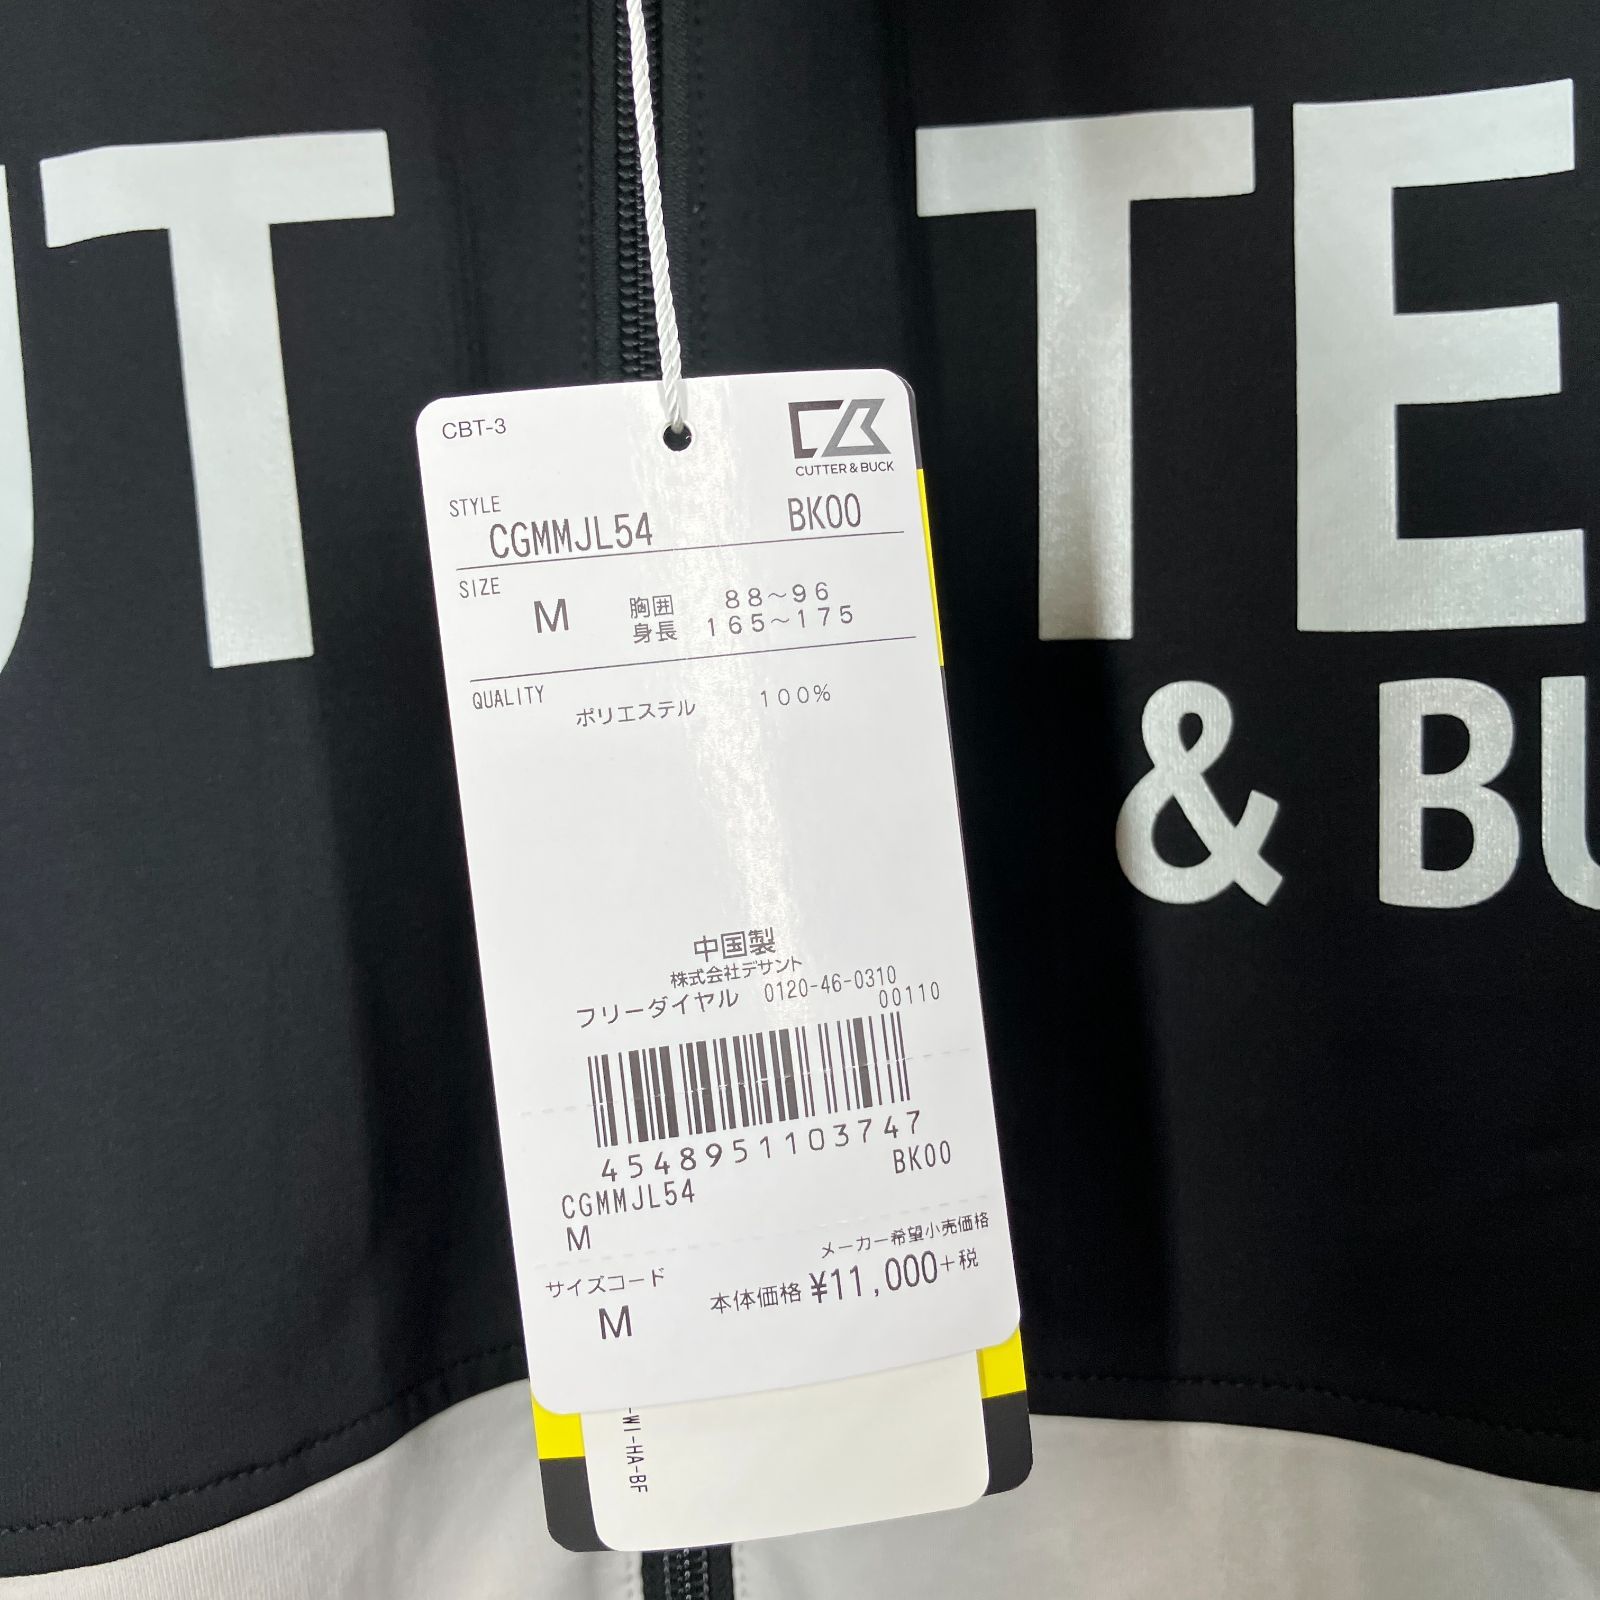 UT TE
& BU
CBT-3
CUTTER & BUCK
STYLE
CGMMJL54 BK00
SIZE
M 胸囲 88~96
身長 165~175
QUALITY
ポリエステル 100%
中国製
株式会社デサント
フリーダイヤル 0120-46-0310
00110
4548951103747
CGMMJL54 BK00
M
メーカー希望小売価格
サイズコード
M 本体価格 ¥11,000+税
-WI-HA-BF